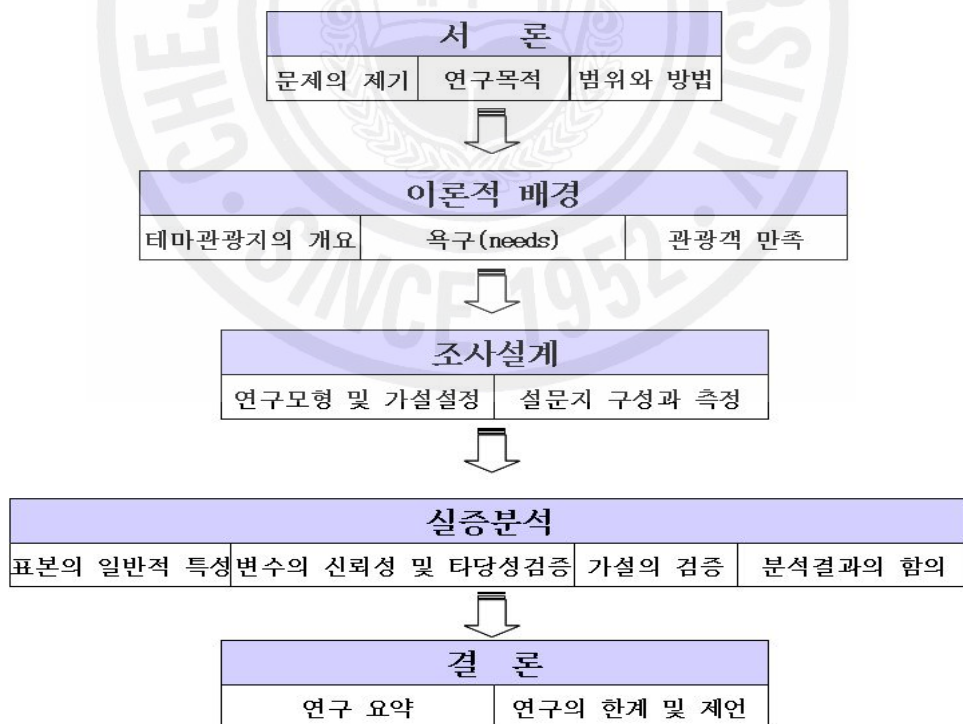 서 론
문제의 제기 연구목적 범위와 방법
이론적 배경
테마관광지의 개요 욕구(needs) 관광객 만족
SINCE 1952
조사설계
연구모형 및 가설설정 설문지 구성과 측정
실증분석
표본의 일반적 특성 변수의 신뢰성 및 타당성검증 가설의 검증 분석결과의 함의
결 론
연구 요약 연구의 한계 및 제언